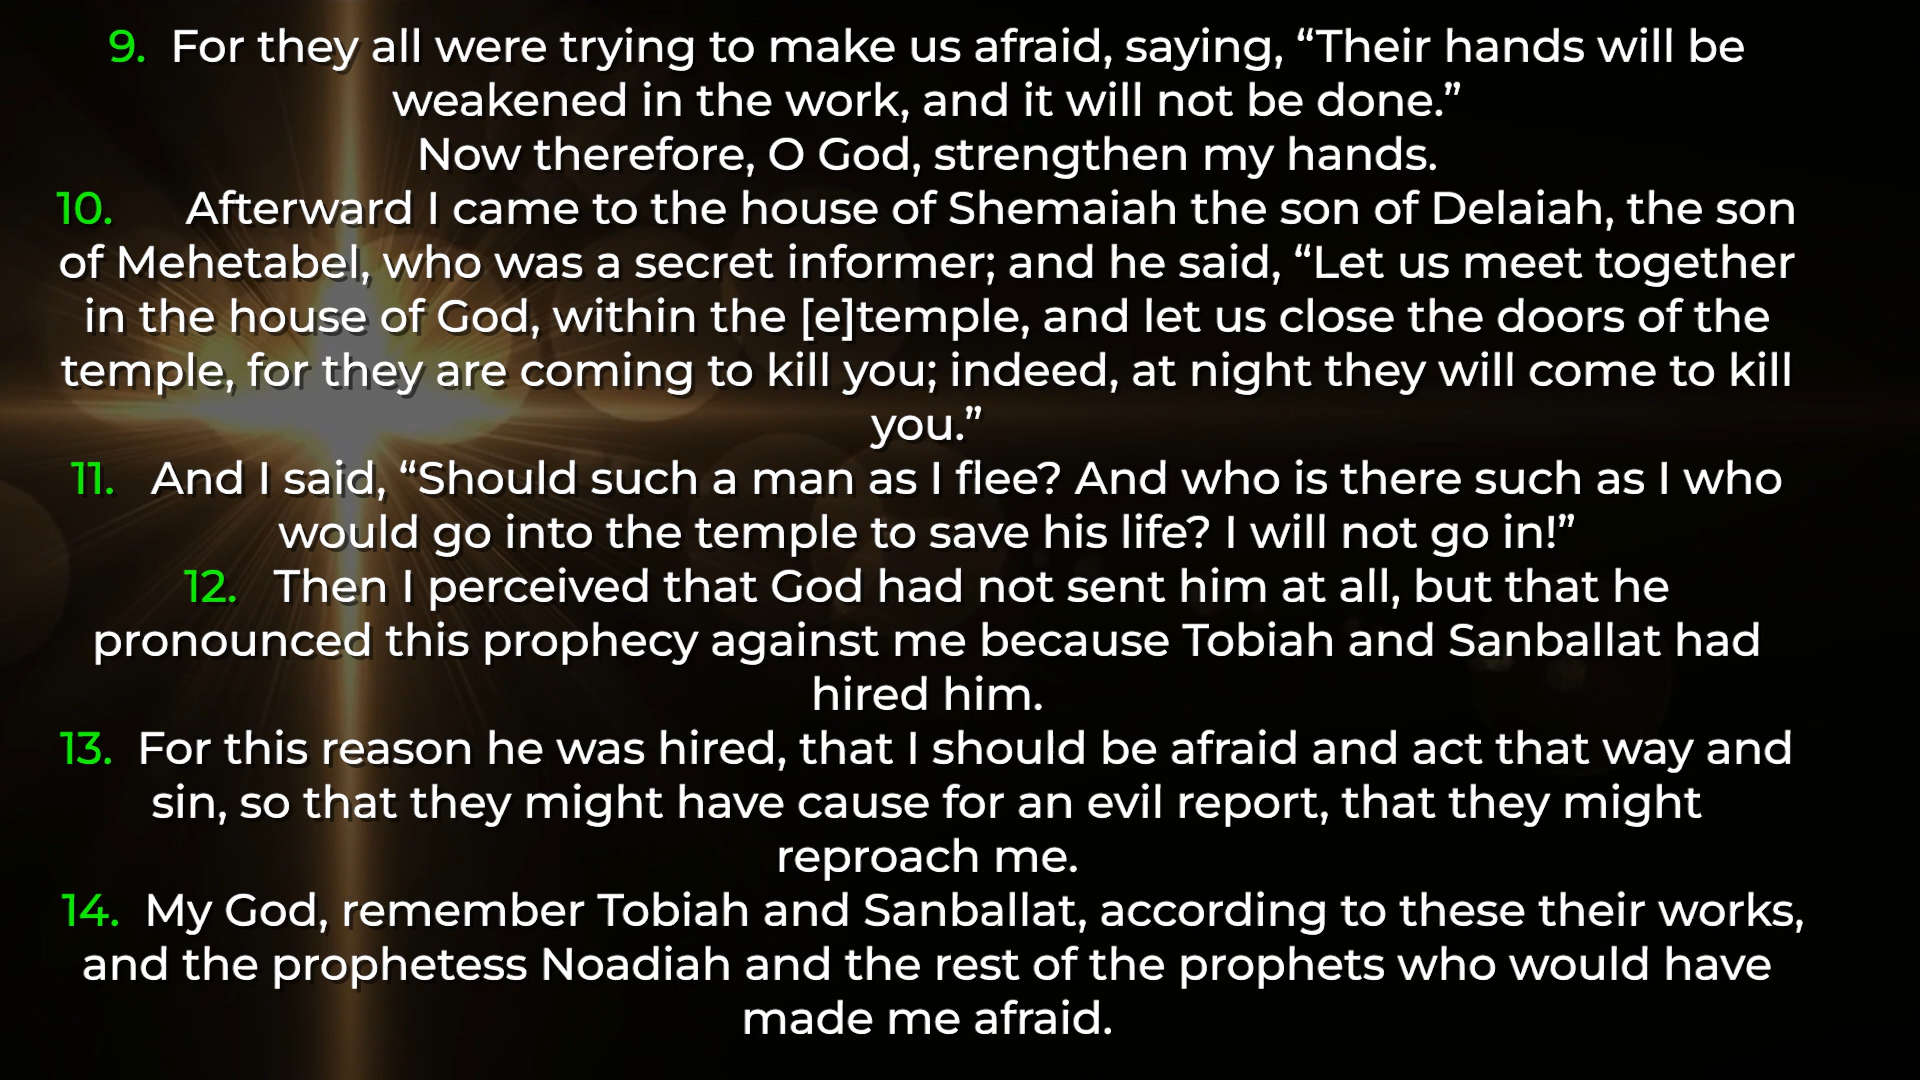 9. For they all were trying to make us afraid, saying, “Their hands will be
weakened in the work, and it will not be done.”
Now therefore, O God, strengthen my hands.
10. Afterward I came to the house of Shemaiah the son of Delaiah, the son
of Mehetabel, who was a secret informer; and he said, “Let us meet together
in the house of God, within the [e]temple, and let us close the doors of the
temple, for they are coming to kill you; indeed, at night they will come to kill
you.”
11. And I said, “Should such a man as I flee? And who is there such as I who
would go into the temple to save his life? I will not go in!”
12. Then I perceived that God had not sent him at all, but that he
pronounced this prophecy against me because Tobiah and Sanballat had
hired him.
13. For this reason he was hired, that I should be afraid and act that way and
sin, so that they might have cause for an evil report, that they might
reproach me.
14. My God, remember Tobiah and Sanballat, according to these their works,
and the prophetess Noadiah and the rest of the prophets who would have
made me afraid.